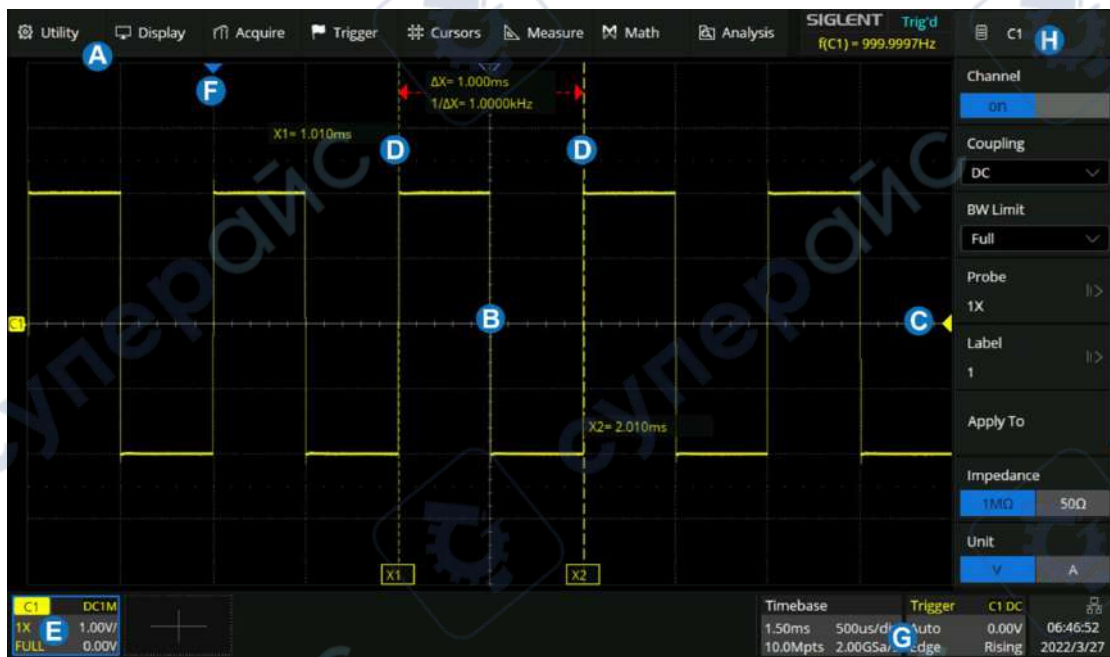 Utility Display Acquire Trigger Cursors Measure Math Analysis
SIGLENT Trig'd
f(C1) = 999.9997Hz
C1
A
H
F
ΔX= 1.000ms
1/ΔX= 1.0000kHz
X1= 1.010ms
D D
B
C
C1
X2= 2.010ms
X1 X2
Channel
on
Coupling
DC
BW Limit
Full
Probe
1X
Label
1
Apply To
Impedance
1MΩ 50Ω
Unit
V A
C1 DC1M
1X 1.00V/
FULL 0.00V
E
Timebase
1.50ms 500us/di
10.0Mpts 2.00GSa/
G
Trigger C1 DC
Auto 0.00V
Edge Rising
06:46:52
2022/3/27
суперайс
суперайс